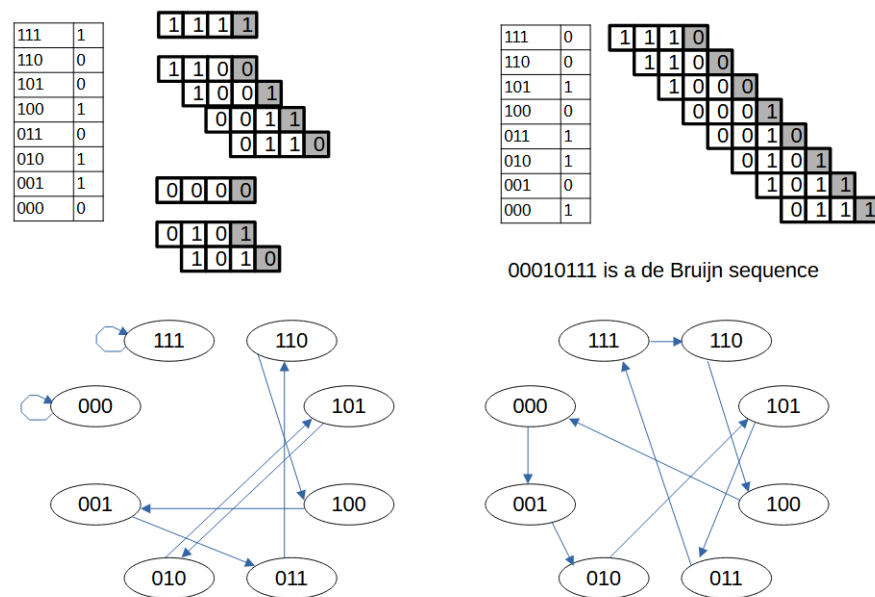 111 1
110 0
101 0
100 1
011 0
010 1
001 1
000 0
1 1 1 1
1 1 0 0
1 0 0 1
0 0 1 1
0 1 1 0
0 0 0 0
0 1 0 1
1 0 1 0
111 0
110 0
101 1
100 0
011 1
010 1
001 0
000 1
1 1 1 0
1 1 0 0
1 0 0 0
0 0 0 1
0 0 1 0
0 1 0 1
1 0 1 1
0 1 1 1
00010111 is a de Bruijn sequence
111 110
000 101
001 100
010 011
111 110
000 101
001 100
010 011